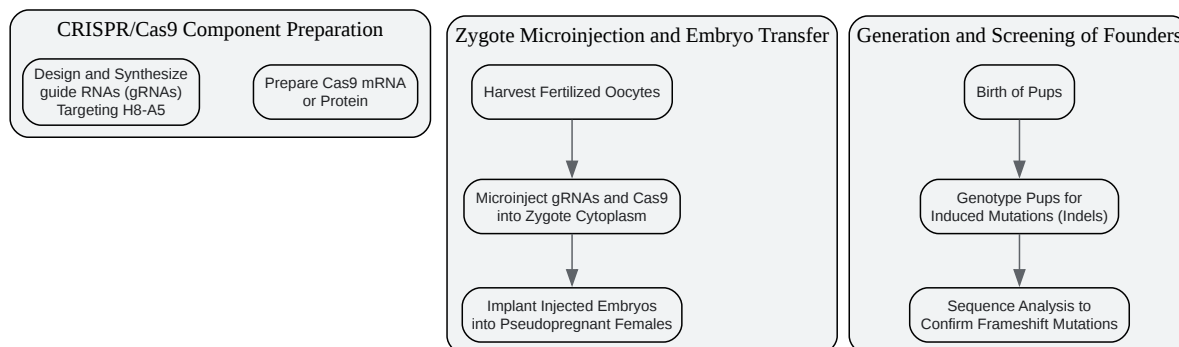 CRISPR/Cas9 Component Preparation
Design and Synthesize
guide RNAs (gRNAs)
Targeting H8-A5
Prepare Cas9 mRNA
or Protein
Zygote Microinjection and Embryo Transfer
Harvest Fertilized Oocytes
Microinject gRNAs and Cas9
into Zygote Cytoplasm
Implant Injected Embryos
into Pseudopregnant Females
Generation and Screening of Founders
Birth of Pups
Genotype Pups for
Induced Mutations (Indels)
Sequence Analysis to
Confirm Frameshift Mutations